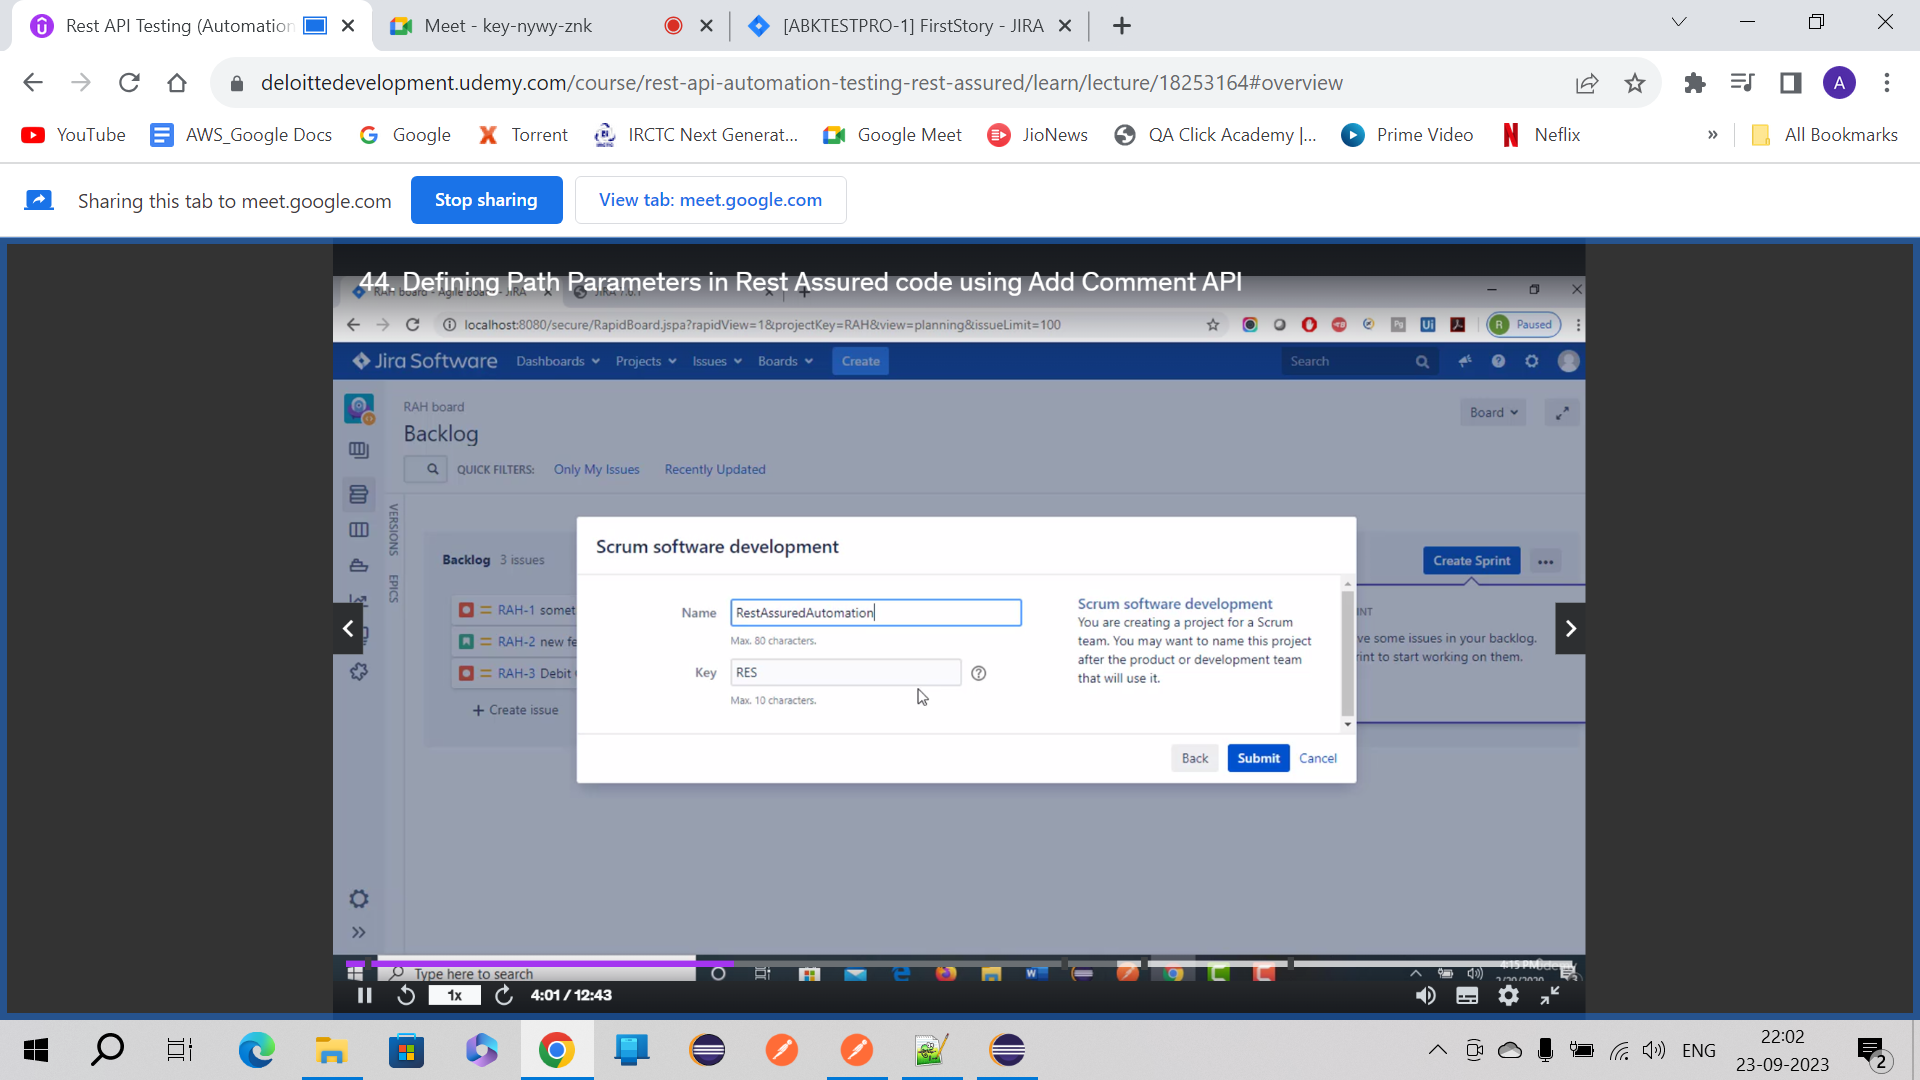 Rest API Testing (Automation
Meet - key-nywy-znk
[ABKTESTPRO-1] FirstStory - JIRA
deloittedevelopment.udemy.com/course/rest-api-automation-testing-rest-assured/learn/lecture/18253164#overview
A
YouTube
AWS_Google Docs
Google
Torrent
IRCTC Next Generat...
Google Meet
JioNews
QA Click Academy |...
Prime Video
Neflix
»
All Bookmarks
Sharing this tab to meet.google.com
Stop sharing
View tab: meet.google.com
44. Defining Path Parameters in Rest Assured code using Add Comment API
RAH board - Agile Board - JIRA
localhost:8080/secure/RapidBoard.jspa?rapidView=1&projectKey=RAH&view=planning&issueLimit=100
R Paused
Jira Software
Dashboards
Projects
Issues
Boards
Create
Search
RAH board
Board
Backlog
QUICK FILTERS:
Only My Issues
Recently Updated
VERSIONS
EPICS
Backlog 3 issues
Create Sprint
RAH-1 somet
RAH-2 new fe
RAH-3 Debit
+ Create issue
Scrum software development
Name
RestAssuredAutomation
Max. 80 characters.
Key
RES
Max. 10 characters.
Scrum software development
You are creating a project for a Scrum
team. You may want to name this project
after the product or development team
that will use it.
ve some issues in your backlog.
rint to start working on them.
Back
Submit
Cancel
Type here to search
4:15 PM
udemy
1x
4:01 / 12:43
ENG
22:02
23-09-2023
2